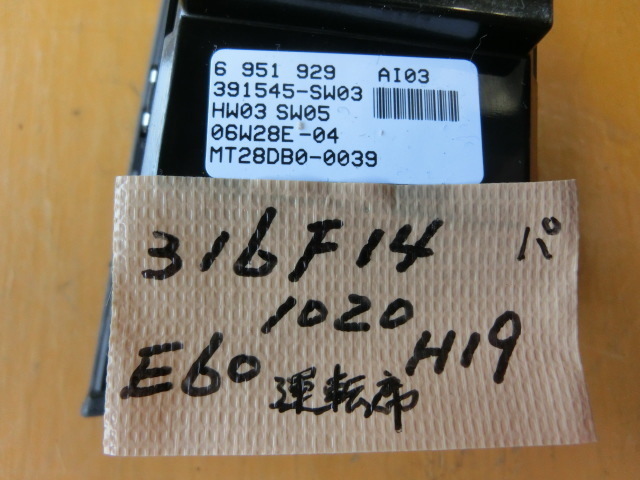 6 951 929 AI03
391545-SW03
HW03 SW05
06W28E-04
MT28DB0-0039
316F14 パ
1020
E60 H19
運転席